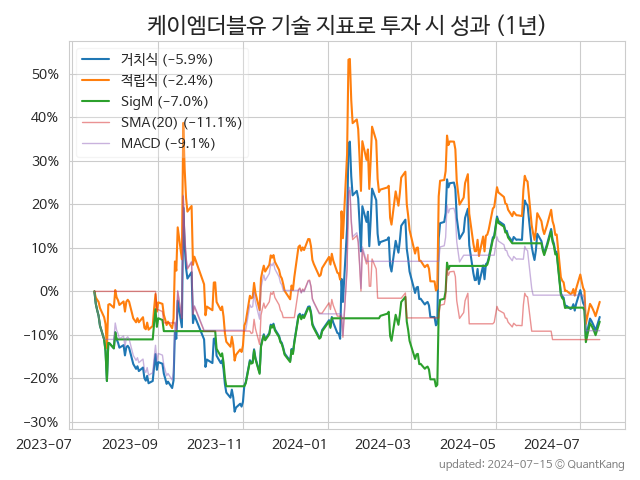 케이엠더블유 기술 지표로 투자 시 성과 (1년)
거치식 (−5.9%)
적립식 (−2.4%)
SigM (−7.0%)
SMA(20) (−11.1%)
MACD (−9.1%)
50%
40%
30%
20%
10%
0%
−10%
−20%
−30%
2023-07 2023-09 2023-11 2024-01 2024-03 2024-05 2024-07
updated: 2024-07-15 © QuantKang